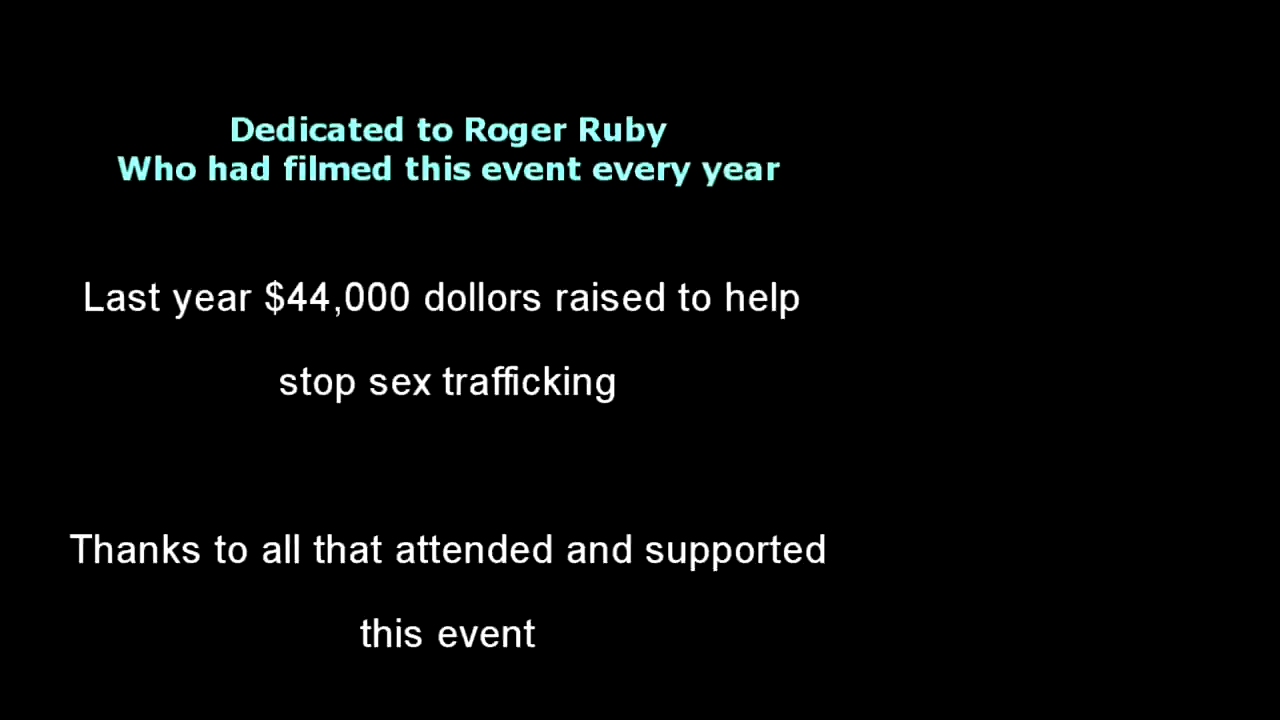 Dedicated to Roger Ruby
Who had filmed this event every year
Last year $44,000 dollors raised to help
stop sex trafficking
Thanks to all that attended and supported
this event